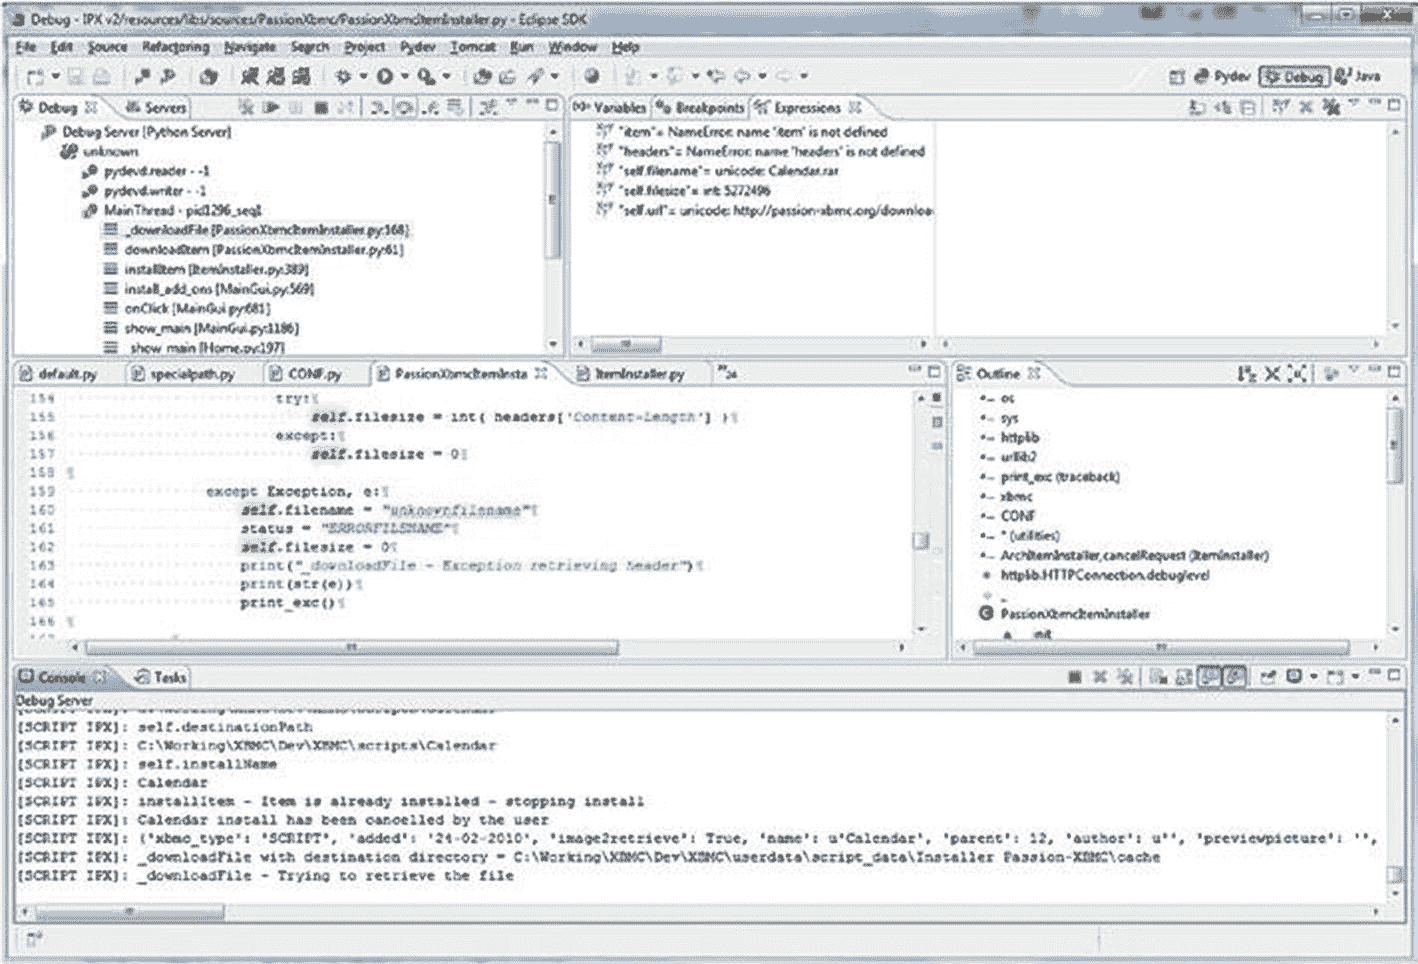 Debug - IPX v2/resources/libs/sources/PassionXbmc/PassionXbmcItemInstaller.py - Eclipse SDK
File Edit Source Refactoring Navigate Search Project Pydev Tomcat Run Window Help
Pydev Debug Java
Debug Servers
Debug Server [Python Server]
unknown
pydevd.reader - -1
pydevd.writer - -1
MainThread - pid1296_seq1
_downloadFile [PassionXbmcItemInstaller.py:168]
downloadItem [PassionXbmcItemInstaller.py:61]
installItem [ItemInstaller.py:389]
install_add_ons [MainGui.py:569]
onClick [MainGui.py:681]
show_main [MainGui.py:1186]
show_main [Home.py:197]
Variables Breakpoints Expressions
"item"= NameError: name 'item' is not defined
"headers"= NameError: name 'headers' is not defined
"self.filename"= unicode: Calendar.rar
"self.filesize"= int: 5272496
"self.url"= unicode: http://passion-xbmc.org/downloa
default.py specialpath.py CONF.py PassionXbmcItemInsta ItemInstaller.py »24
154 try:¶
155 self.filesize = int( headers['Content-Length'] )¶
156 except:¶
157 self.filesize = 0¶
158 ¶
159 except Exception, e:¶
160 self.filename = "unknownfilename"¶
161 status = "ERRORFILENAME"¶
162 self.filesize = 0¶
163 print("_downloadFile - Exception retrieving header")¶
164 print(str(e))¶
165 print_exc()¶
166 ¶
Outline
os
sys
httplib
urllib2
print_exc (traceback)
xbmc
CONF
* (utilities)
ArchItemInstaller,cancelRequest (ItemInstaller)
httplib.HTTPConnection.debuglevel
_
PassionXbmcItemInstaller
init
Console Tasks
Debug Server
[SCRIPT IPX]: self.destinationPath
[SCRIPT IPX]: C:\Working\XBMC\Dev\XBMC\scripts\Calendar
[SCRIPT IPX]: self.installName
[SCRIPT IPX]: Calendar
[SCRIPT IPX]: installItem - Item is already installed - stopping install
[SCRIPT IPX]: Calendar install has been cancelled by the user
[SCRIPT IPX]: {'xbmc_type': 'SCRIPT', 'added': '24-02-2010', 'image2retrieve': True, 'name': u'Calendar', 'parent': 12, 'author': u'', 'previewpicture': '',
[SCRIPT IPX]: _downloadFile with destination directory = C:\Working\XBMC\Dev\XBMC\userdata\script_data\Installer Passion-XBMC\cache
[SCRIPT IPX]: _downloadFile - Trying to retrieve the file